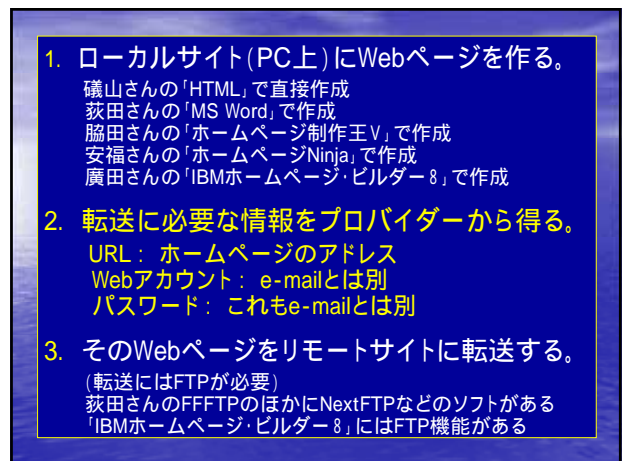 1. ローカルサイト(PC上)にWebページを作る。
礒山さんの「HTML」で直接作成
荻田さんの「MS Word」で作成
脇田さんの「ホームページ制作王V」で作成
安福さんの「ホームページNinja」で作成
廣田さんの「IBMホームページ・ビルダー8」で作成
2. 転送に必要な情報をプロバイダーから得る。
URL: ホームページのアドレス
Webアカウント: e-mailとは別
パスワード: これもe-mailとは別
3. そのWebページをリモートサイトに転送する。
(転送にはFTPが必要)
荻田さんのFFFTPのほかにNextFTPなどのソフトがある
「IBMホームページ・ビルダー8」にはFTP機能がある